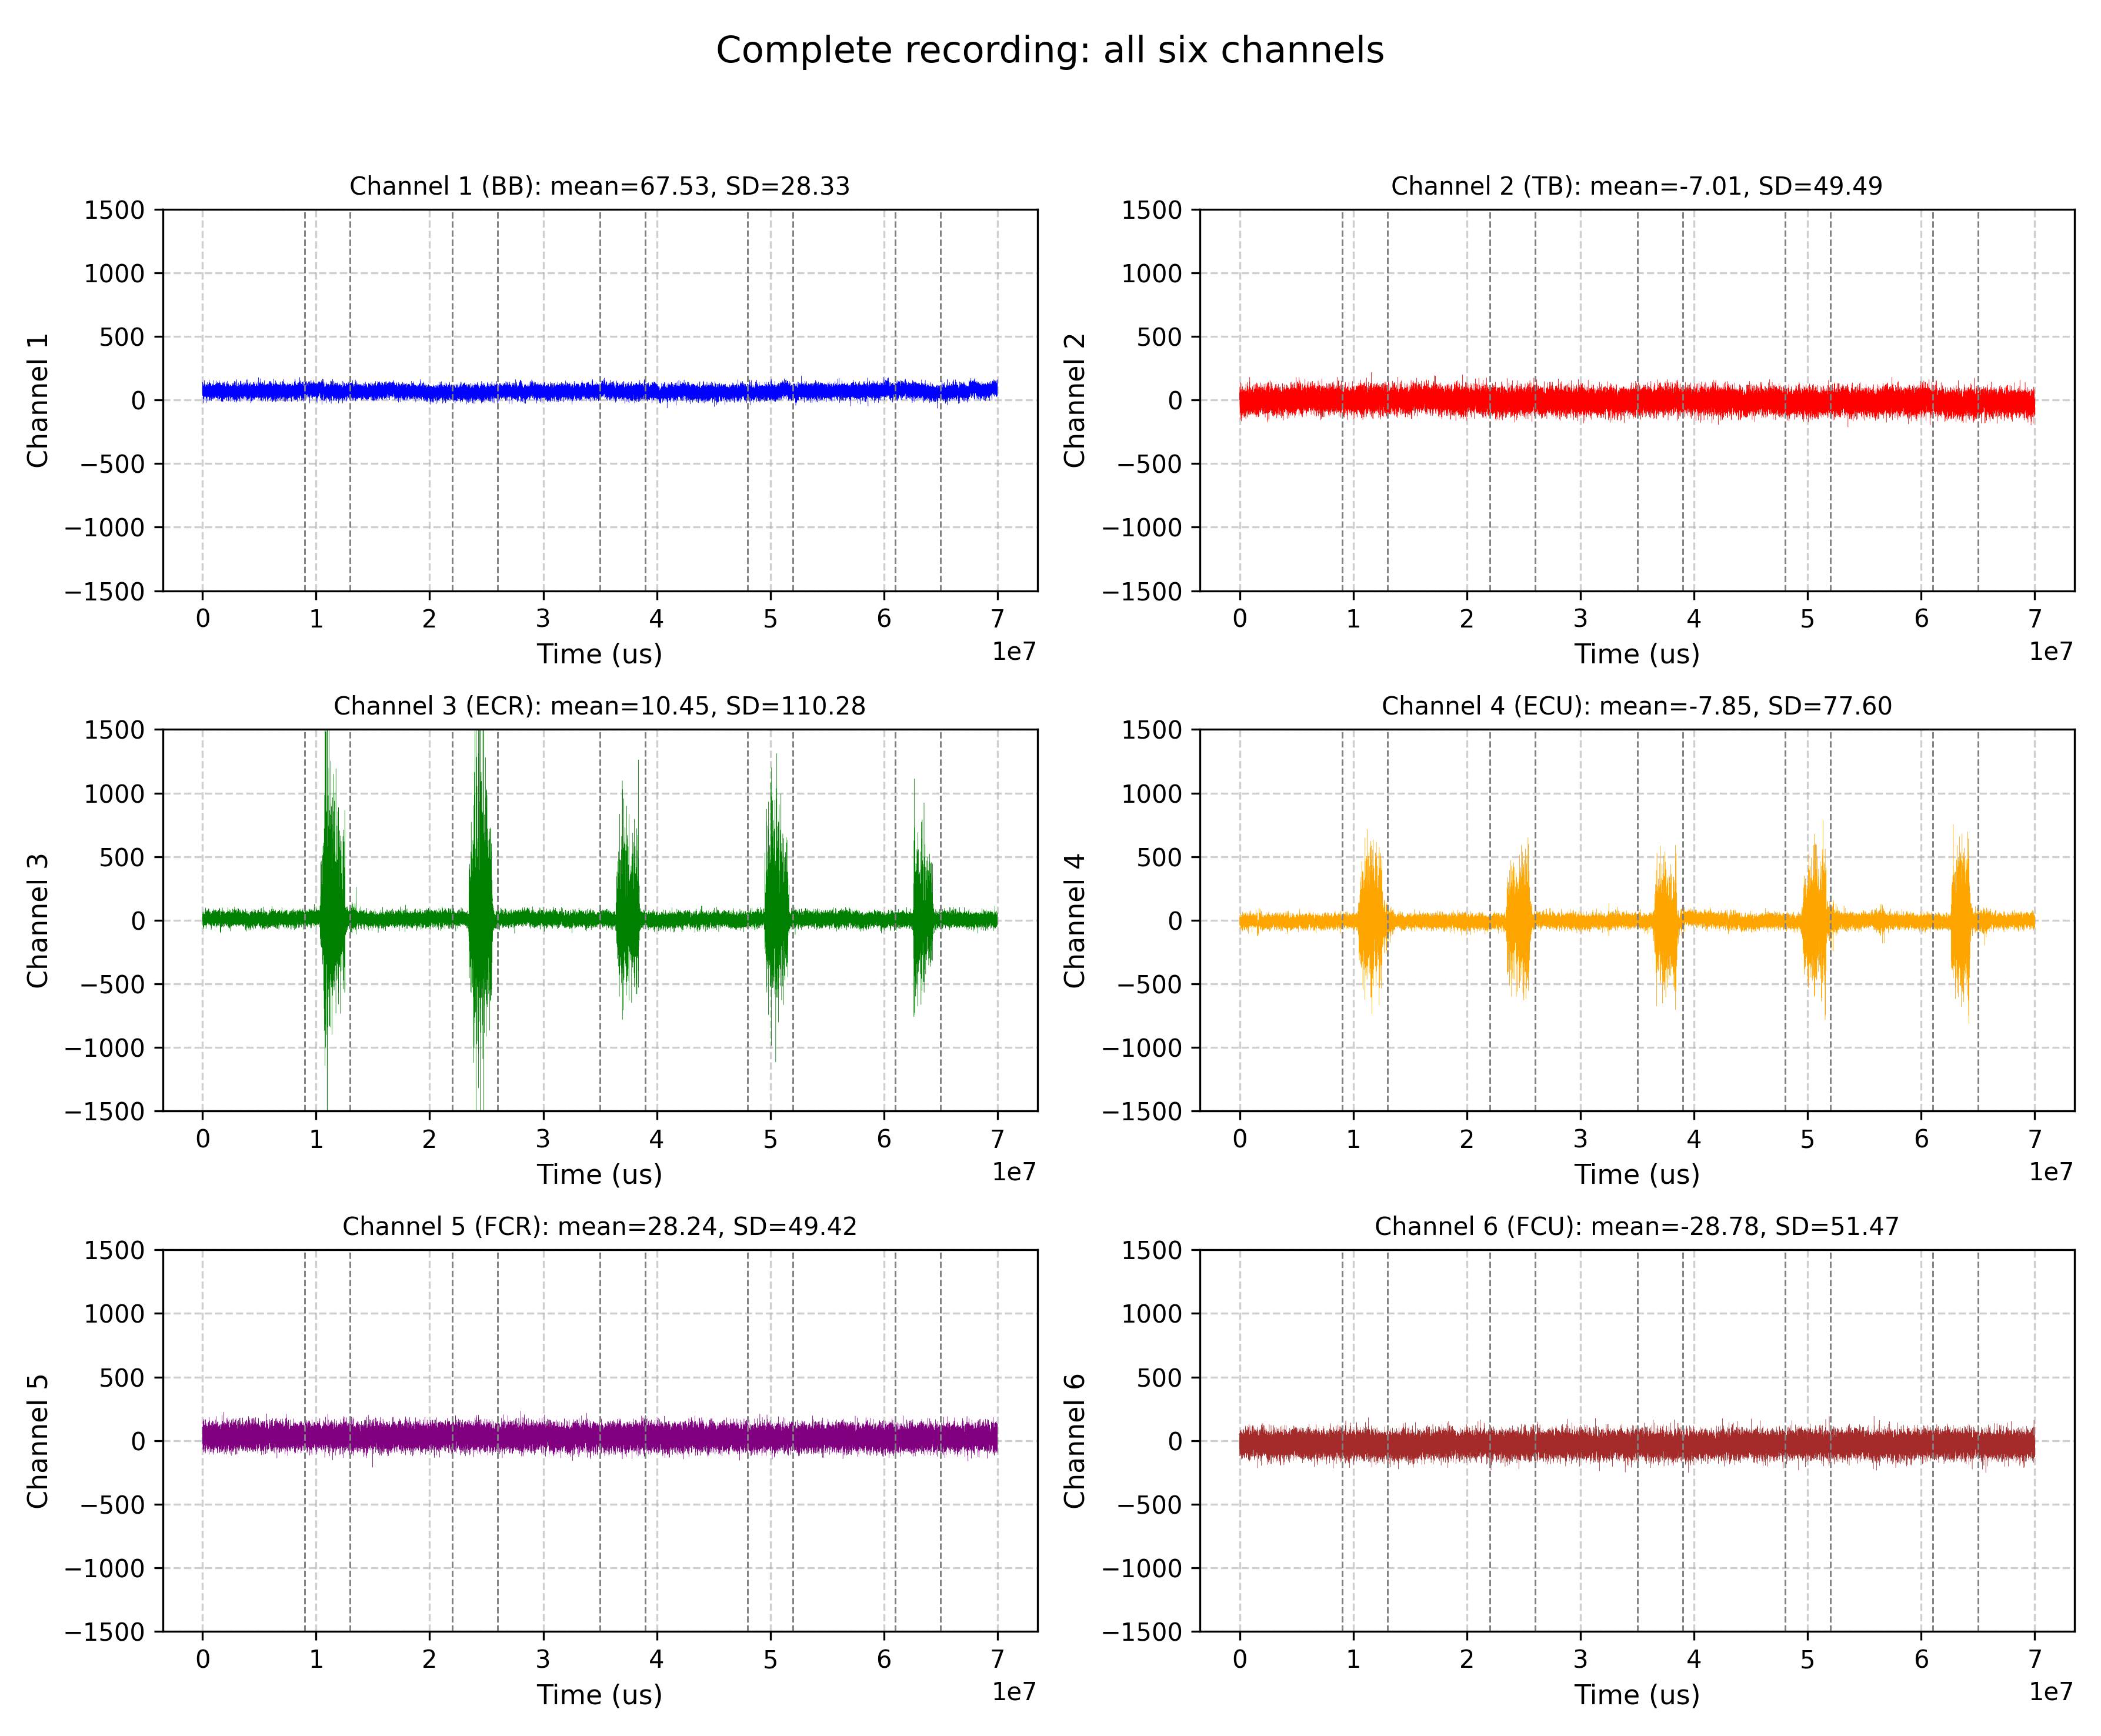 Complete recording: all six channels
Channel 1 (BB): mean=67.53, SD=28.33
Channel 1
1500
1000
500
0
−500
−1000
−1500
0 1 2 3 4 5 6 7
Time (us)
1e7
Channel 2 (TB): mean=-7.01, SD=49.49
Channel 2
1500
1000
500
0
−500
−1000
−1500
0 1 2 3 4 5 6 7
Time (us)
1e7
Channel 3 (ECR): mean=10.45, SD=110.28
Channel 3
1500
1000
500
0
−500
−1000
−1500
0 1 2 3 4 5 6 7
Time (us)
1e7
Channel 4 (ECU): mean=-7.85, SD=77.60
Channel 4
1500
1000
500
0
−500
−1000
−1500
0 1 2 3 4 5 6 7
Time (us)
1e7
Channel 5 (FCR): mean=28.24, SD=49.42
Channel 5
1500
1000
500
0
−500
−1000
−1500
0 1 2 3 4 5 6 7
Time (us)
1e7
Channel 6 (FCU): mean=-28.78, SD=51.47
Channel 6
1500
1000
500
0
−500
−1000
−1500
0 1 2 3 4 5 6 7
Time (us)
1e7